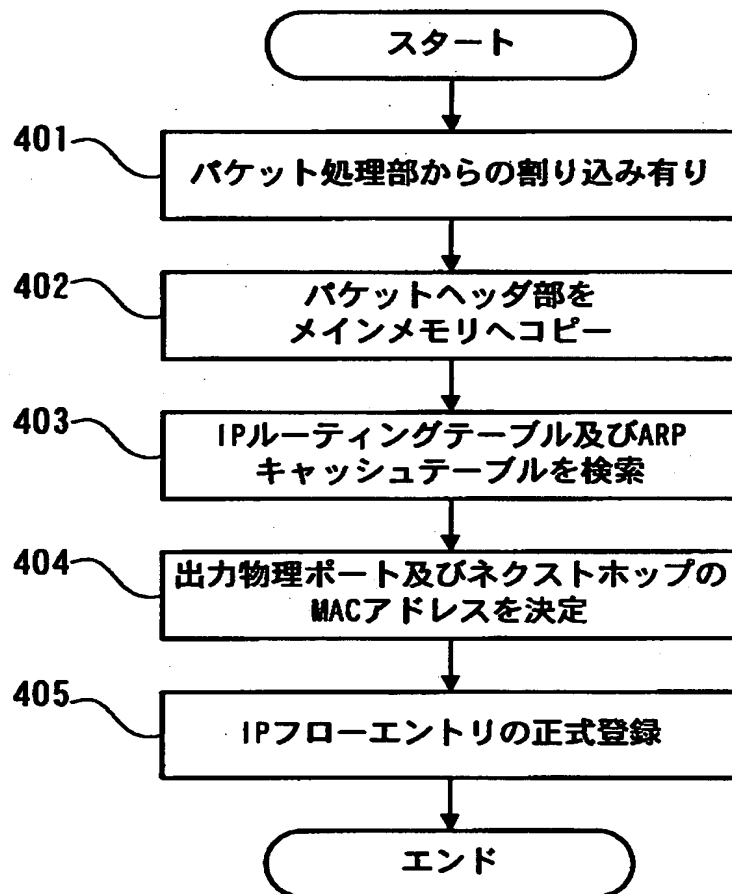 スタート
401
パケット処理部からの割り込み有り
402
パケットヘッダ部を
メインメモリへコピー
403
IPルーティングテーブル及びARP
キャッシュテーブルを検索
404
出力物理ポート及びネクストホップの
MACアドレスを決定
405
IPフローエントリの正式登録
エンド